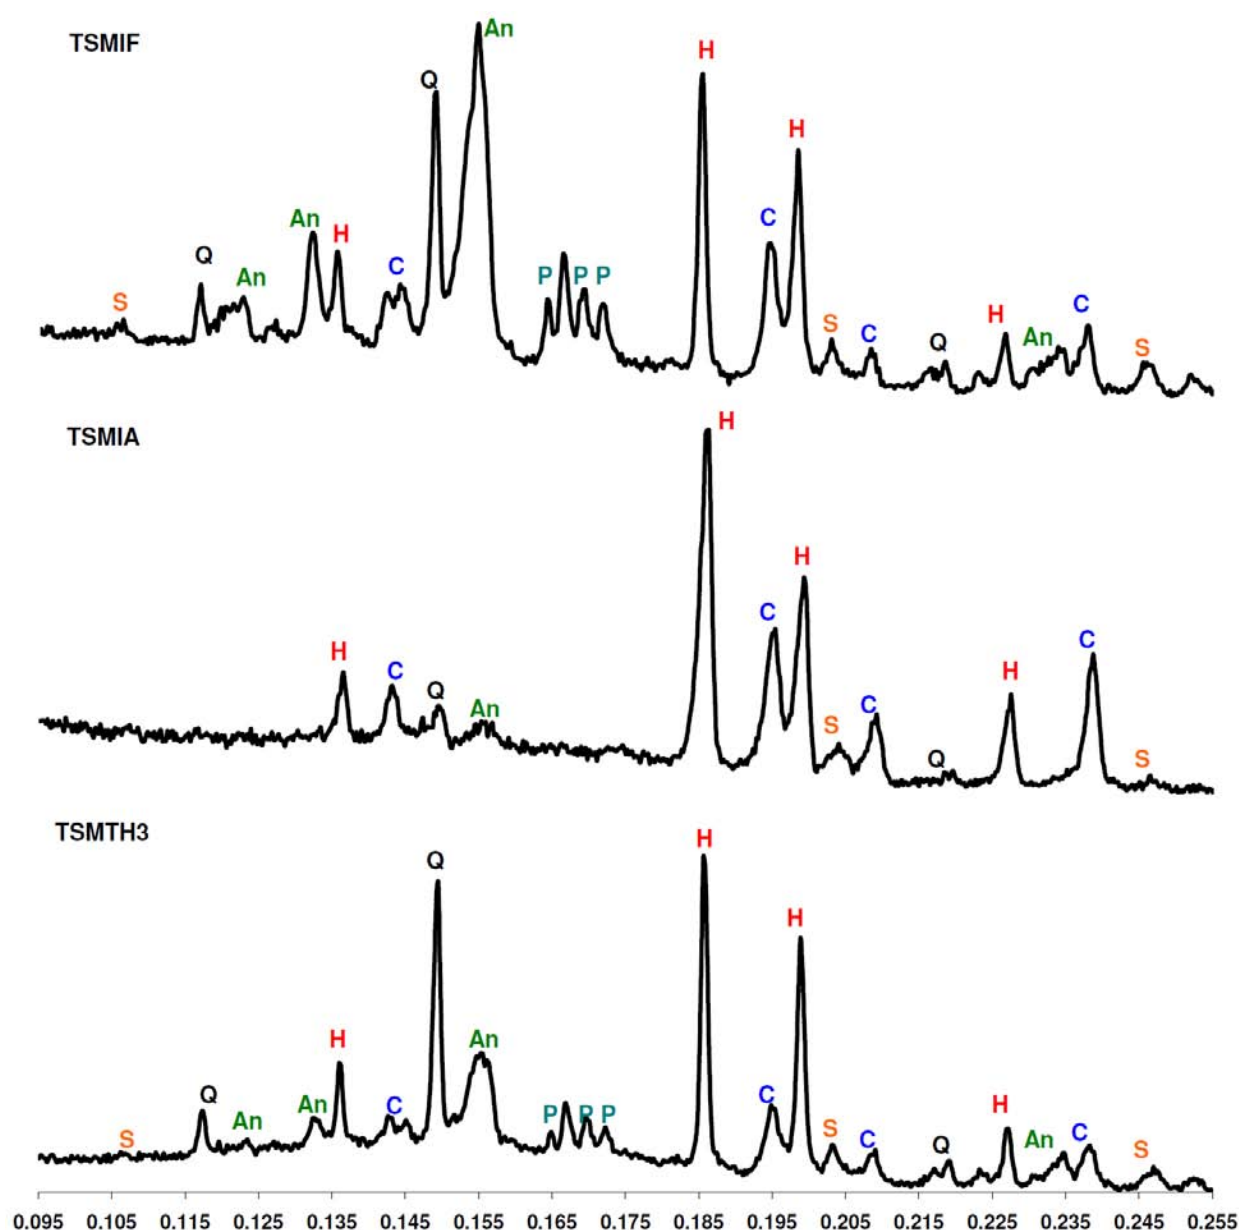 TSMIF
S Q An An H C Q An P P P H C H S C Q H An C S
TSMIA
H C Q An H C H S C Q H C S
TSMTH3
S Q An An H C Q An P P P H C H S C Q H An C S
0.095 0.105 0.115 0.125 0.135 0.145 0.155 0.165 0.175 0.185 0.195 0.205 0.215 0.225 0.235 0.245 0.255